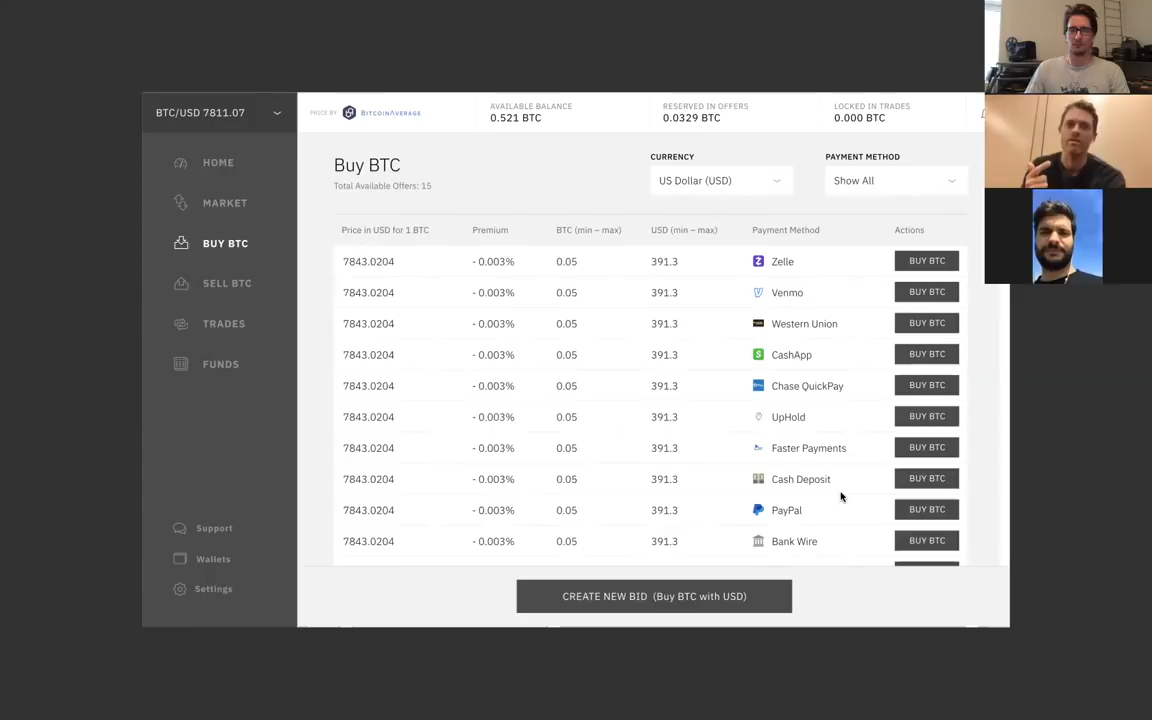 BTC/USD 7811.07
PRICE BY BITCOINAVERAGE
AVAILABLE BALANCE
0.521 BTC
RESERVED IN OFFERS
0.0329 BTC
LOCKED IN TRADES
0.000 BTC
HOME
MARKET
BUY BTC
SELL BTC
TRADES
FUNDS
Support
Wallets
Settings
Buy BTC
Total Available Offers: 15
CURRENCY
US Dollar (USD)
PAYMENT METHOD
Show All
Price in USD for 1 BTC Premium BTC (min – max) USD (min – max) Payment Method Actions
7843.0204 - 0.003% 0.05 391.3 Zelle BUY BTC
7843.0204 - 0.003% 0.05 391.3 Venmo BUY BTC
7843.0204 - 0.003% 0.05 391.3 Western Union BUY BTC
7843.0204 - 0.003% 0.05 391.3 CashApp BUY BTC
7843.0204 - 0.003% 0.05 391.3 Chase QuickPay BUY BTC
7843.0204 - 0.003% 0.05 391.3 UpHold BUY BTC
7843.0204 - 0.003% 0.05 391.3 Faster Payments BUY BTC
7843.0204 - 0.003% 0.05 391.3 Cash Deposit BUY BTC
7843.0204 - 0.003% 0.05 391.3 PayPal BUY BTC
7843.0204 - 0.003% 0.05 391.3 Bank Wire BUY BTC
CREATE NEW BID (Buy BTC with USD)